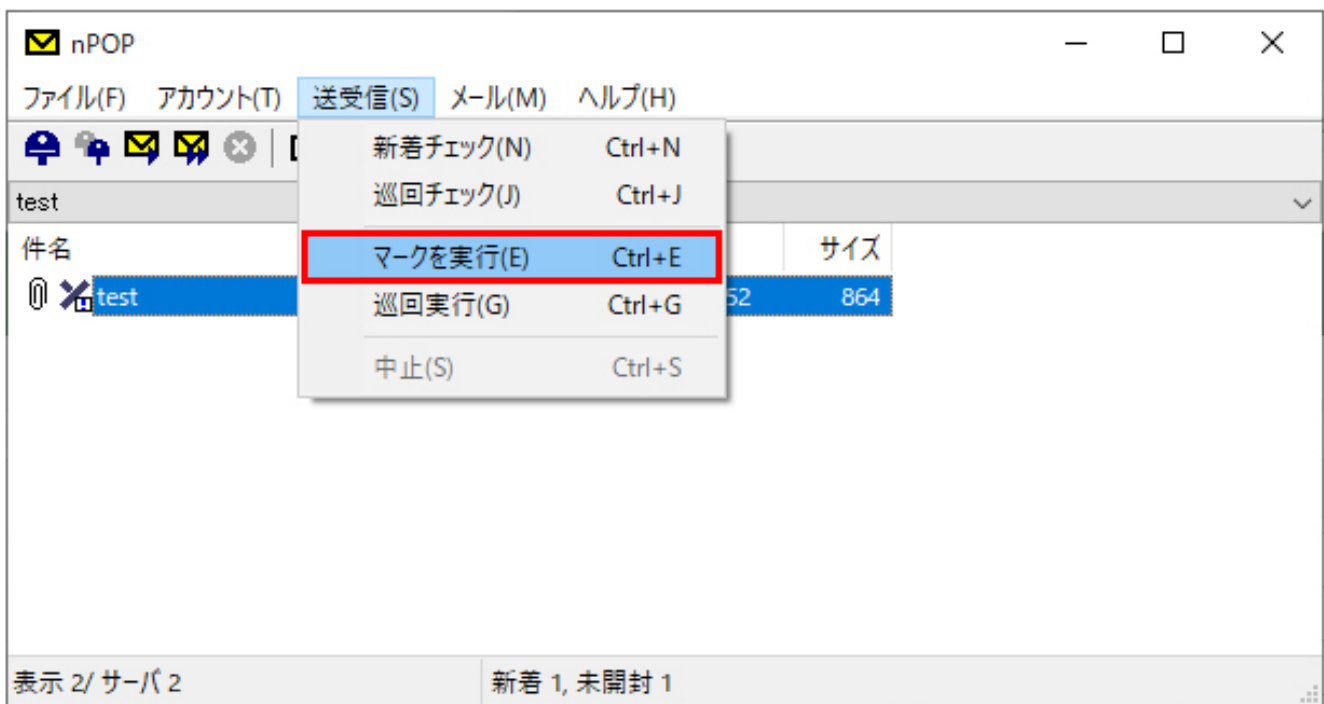 nPOP
ファイル(F) アカウント(T) 送受信(S) メール(M) ヘルプ(H)
新着チェック(N) Ctrl+N
巡回チェック(J) Ctrl+J
test
件名 マークを実行(E) Ctrl+E サイズ
test 巡回実行(G) Ctrl+G 52 864
中止(S) Ctrl+S
表示 2/ サーバ 2 新着 1, 未開封 1